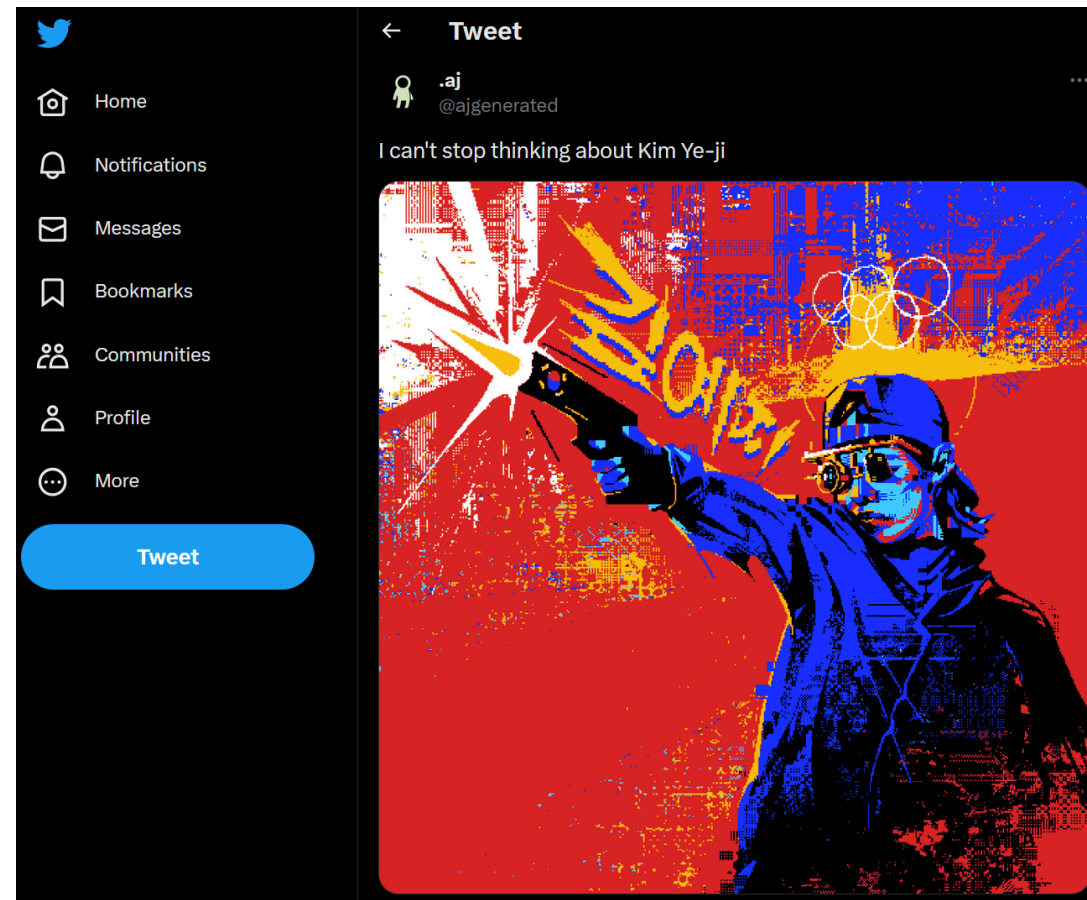 Tweet
.aj
@ajgenerated
Home
Notifications
Messages
Bookmarks
Communities
Profile
More
Tweet
I can't stop thinking about Kim Ye-ji